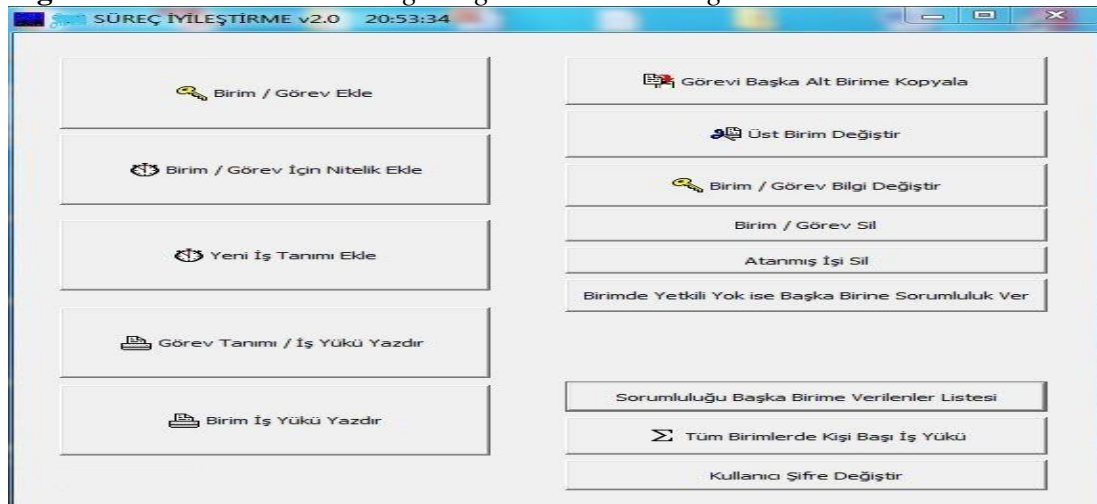 SÜREÇ İYİLEŞTİRME v2.0 20:53:34
Birim / Görev Ekle
Birim / Görev İçin Nitelik Ekle
Yeni İş Tanımı Ekle
Görev Tanımı / İş Yükü Yazdır
Birim İş Yükü Yazdır
Görevi Başka Alt Birime Kopyala
Üst Birim Değiştir
Birim / Görev Bilgi Değiştir
Birim / Görev Sil
Atanmış İşi Sil
Birimde Yetkili Yok ise Başka Birine Sorumluluk Ver
Sorumluluğu Başka Birime Verilenler Listesi
Σ Tüm Birimlerde Kişi Başı İş Yükü
Kullanıcı Şifre Değiştir